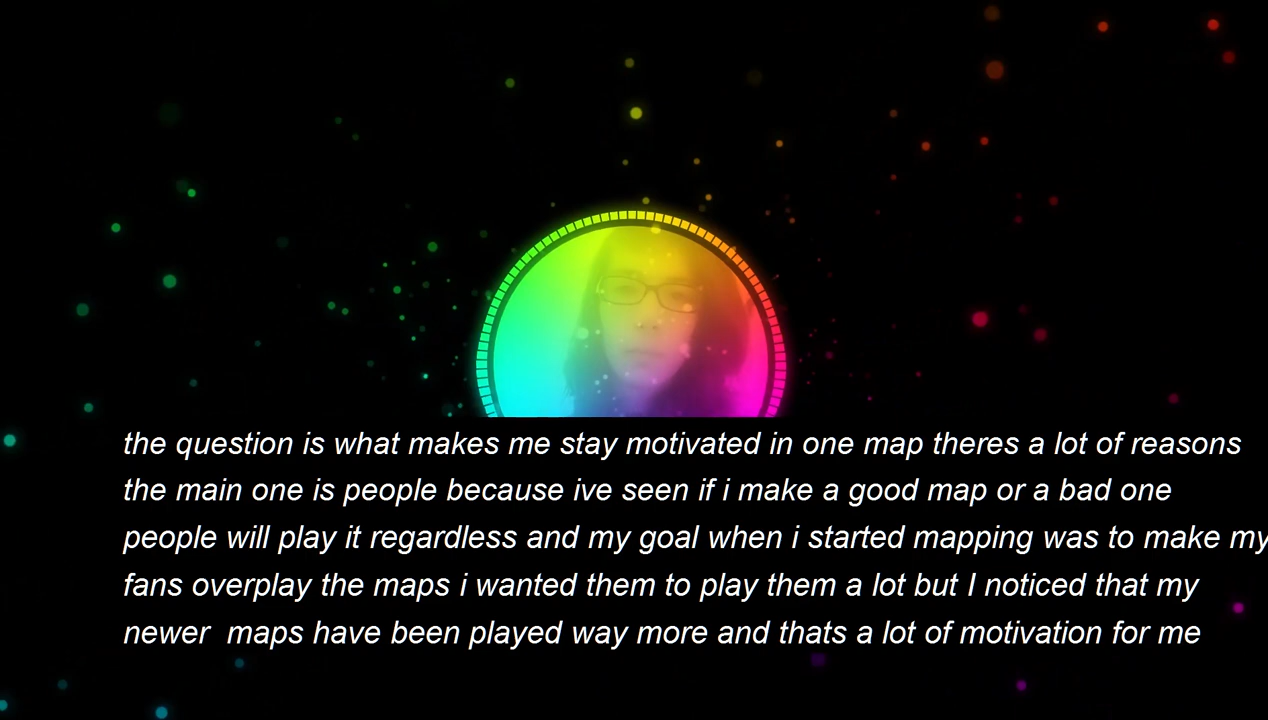 the question is what makes me stay motivated in one map theres a lot of reasons
the main one is people because ive seen if i make a good map or a bad one
people will play it regardless and my goal when i started mapping was to make my
fans overplay the maps i wanted them to play them a lot but I noticed that my
newer  maps have been played way more and thats a lot of motivation for me